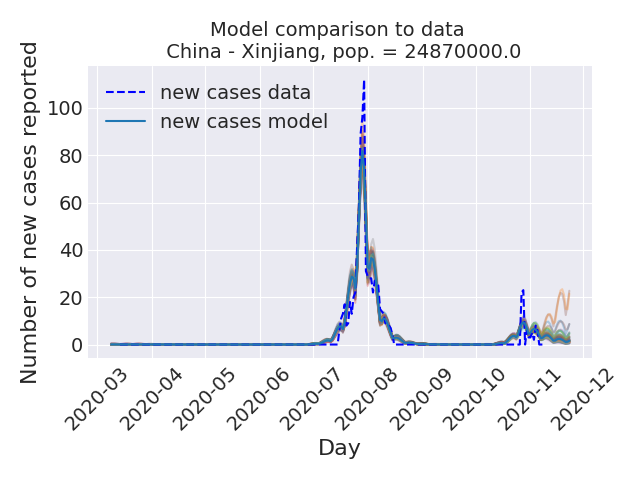 Model comparison to data
China - Xinjiang, pop. = 24870000.0
Number of new cases reported
new cases data
new cases model
100
80
60
40
20
0
2020-03
2020-04
2020-05
2020-06
2020-07
2020-08
2020-09
2020-10
2020-11
2020-12
Day